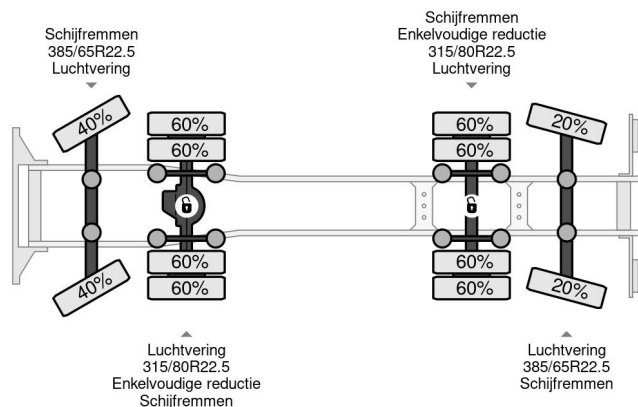 Schijfremmen
385/65R22.5
Luchtvering
Schijfremmen
Enkelvoudige reductie
315/80R22.5
Luchtvering
40%
60%
60%
60%
60%
20%
40%
60%
60%
60%
60%
20%
Luchtvering
315/80R22.5
Enkelvoudige reductie
Schijfremmen
Luchtvering
385/65R22.5
Schijfremmen